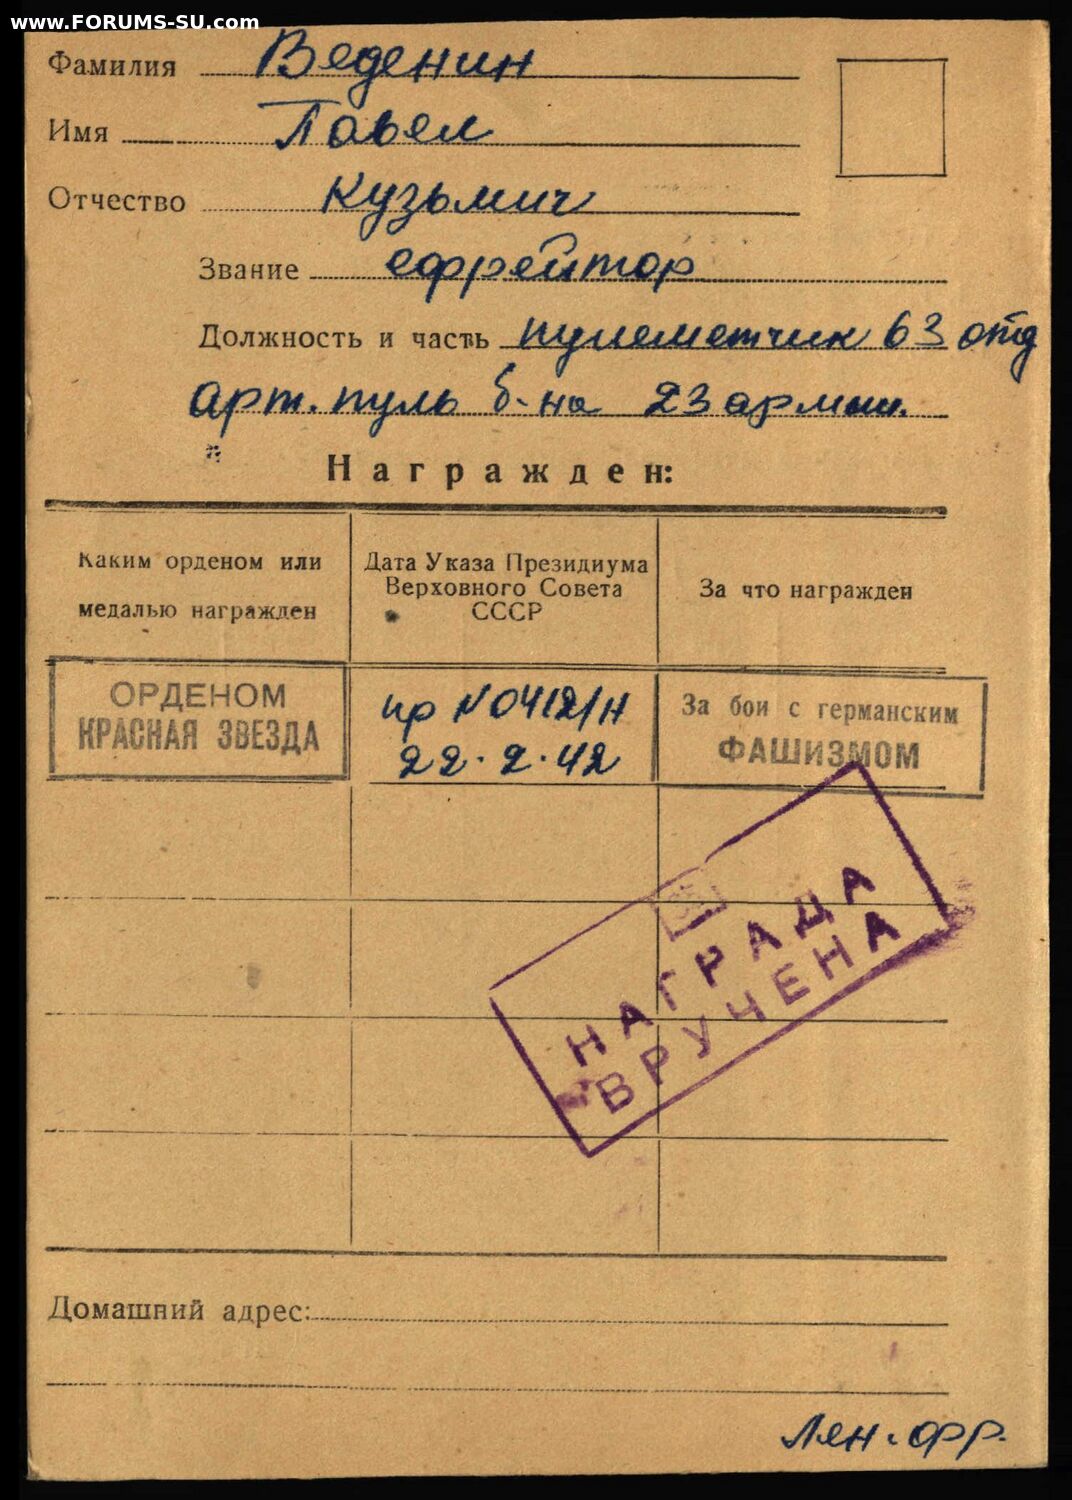 www.FORUMS-SU.com
Фамилия Веденин
Имя Павел
Отчество Кузьмич
Звание ефрейтор
Должность и часть пулеметчик 63 отд
арт. пуль б-на 23 армии.
Награжден:
Каким орденом или медалью награжден
Дата Указа Президиума Верховного Совета СССР
За что награжден
ОРДЕНОМ
КРАСНАЯ ЗВЕЗДА
пр N0412/н
22.2.42
За бои с германским
ФАШИЗМОМ
НАГРАДА
ВРУЧЕНА
Домашний адрес:
Лен.фр.